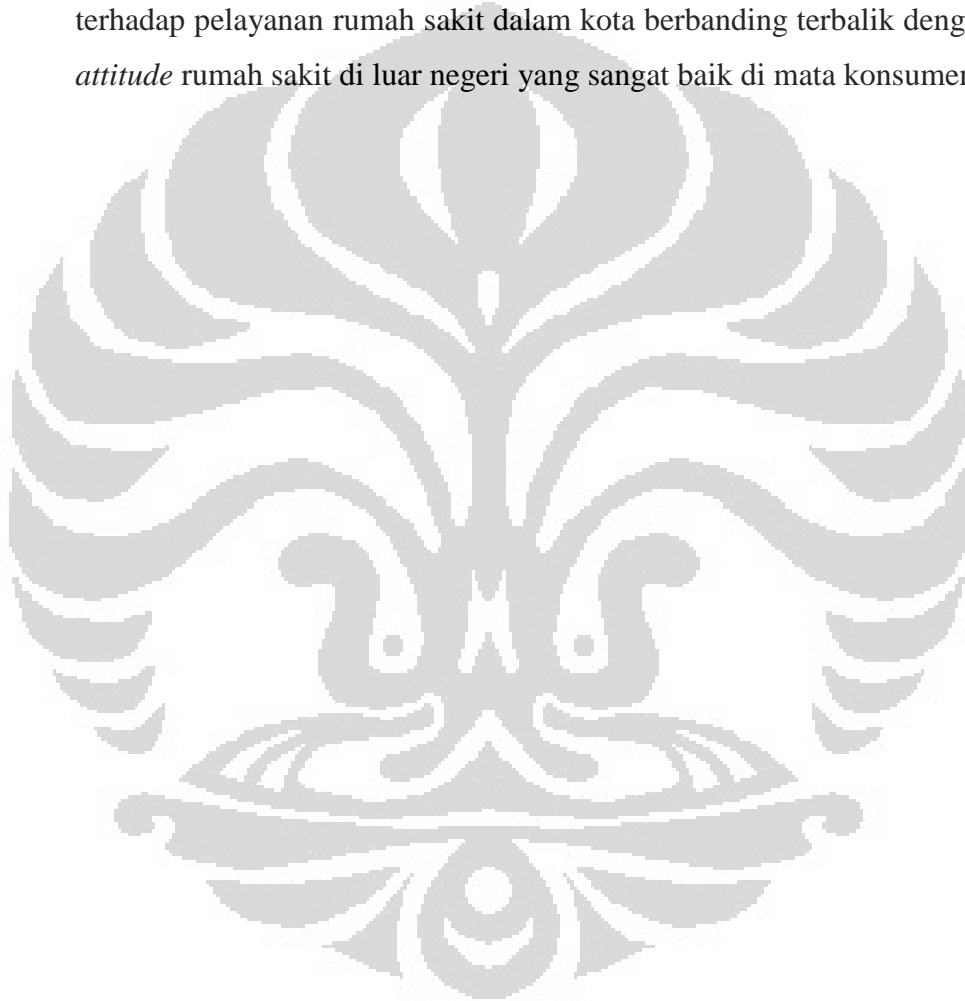 terhadap pelayanan rumah sakit dalam kota berbanding terbalik deng
attitude rumah sakit di luar negeri yang sangat baik di mata konsumen